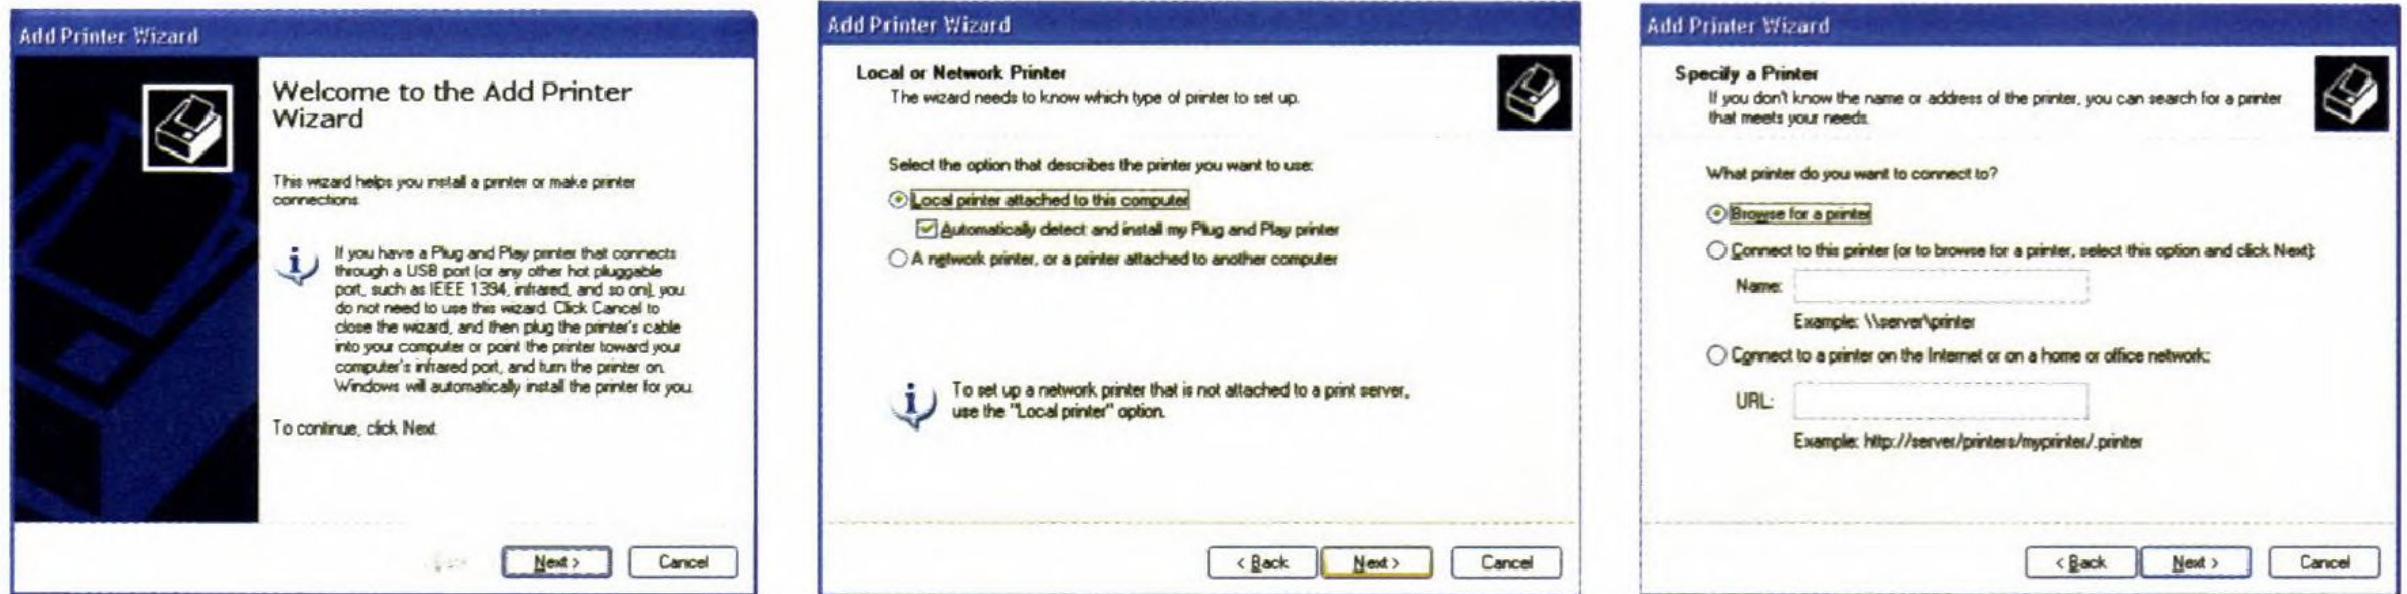 Add Printer Wizard
Welcome to the Add Printer
Wizard
This wizard helps you install a printer or make printer
connections.
If you have a Plug and Play printer that connects
through a USB port (or any other hot pluggable
port, such as IEEE 1394, infrared, and so on), you
do not need to use this wizard. Click Cancel to
close the wizard, and then plug the printer's cable
into your computer or point the printer toward your
computer's infrared port, and turn the printer on.
Windows will automatically install the printer for you.
To continue, click Next.
Next >
Cancel
Add Printer Wizard
Local or Network Printer
The wizard needs to know which type of printer to set up.
Select the option that describes the printer you want to use:
Local printer attached to this computer
Automatically detect and install my Plug and Play printer
A network printer, or a printer attached to another computer
To set up a network printer that is not attached to a print server,
use the "Local printer" option.
< Back
Next >
Cancel
Add Printer Wizard
Specify a Printer
If you don't know the name or address of the printer, you can search for a printer
that meets your needs.
What printer do you want to connect to?
Browse for a printer
Connect to this printer (or to browse for a printer, select this option and click Next):
Name:
Example: \\server\printer
Connect to a printer on the Internet or on a home or office network:
URL:
Example: http://server/printers/myprinter/.printer
< Back
Next >
Cancel